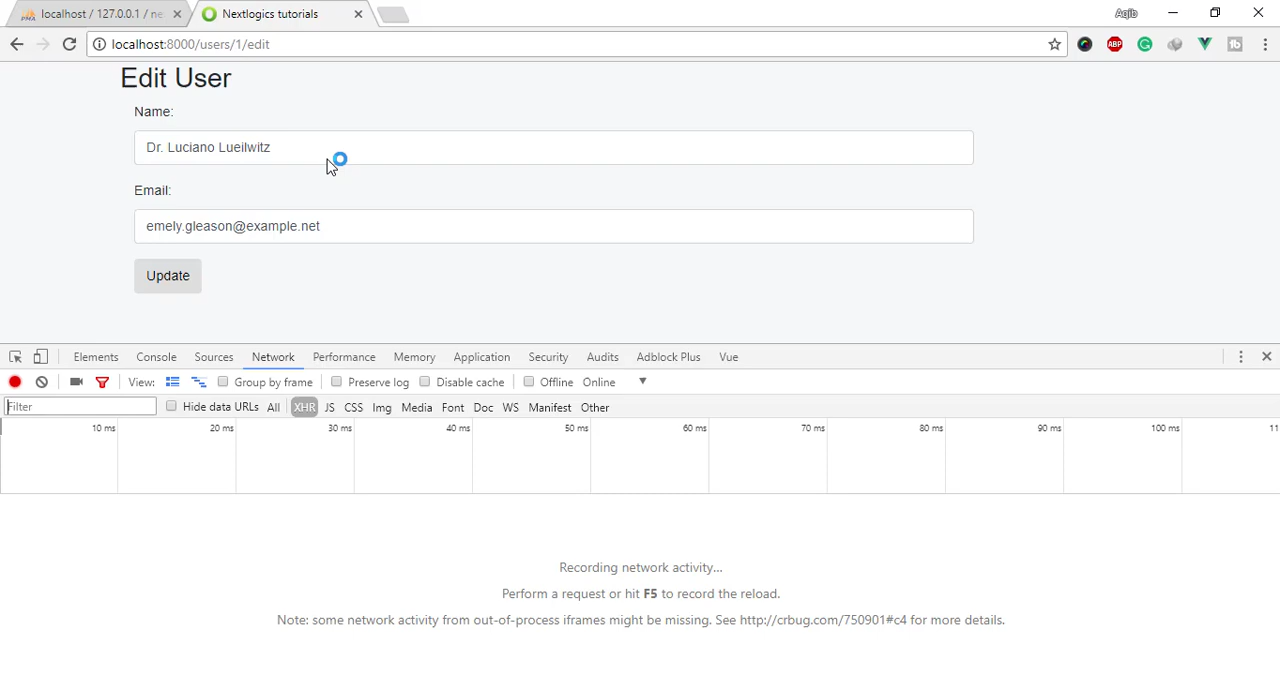 localhost / 127.0.0.1 / ne
Nextlogics tutorials
Aqib
localhost:8000/users/1/edit
ABP
Edit User
Name:
Dr. Luciano Lueilwitz
Email:
emely.gleason@example.net
Update
Elements Console Sources Network Performance Memory Application Security Audits Adblock Plus Vue
View: Group by frame Preserve log Disable cache Offline Online
Filter Hide data URLs All XHR JS CSS Img Media Font Doc WS Manifest Other
10 ms 20 ms 30 ms 40 ms 50 ms 60 ms 70 ms 80 ms 90 ms 100 ms 11
Recording network activity...
Perform a request or hit F5 to record the reload.
Note: some network activity from out-of-process iframes might be missing. See http://crbug.com/750901#c4 for more details.